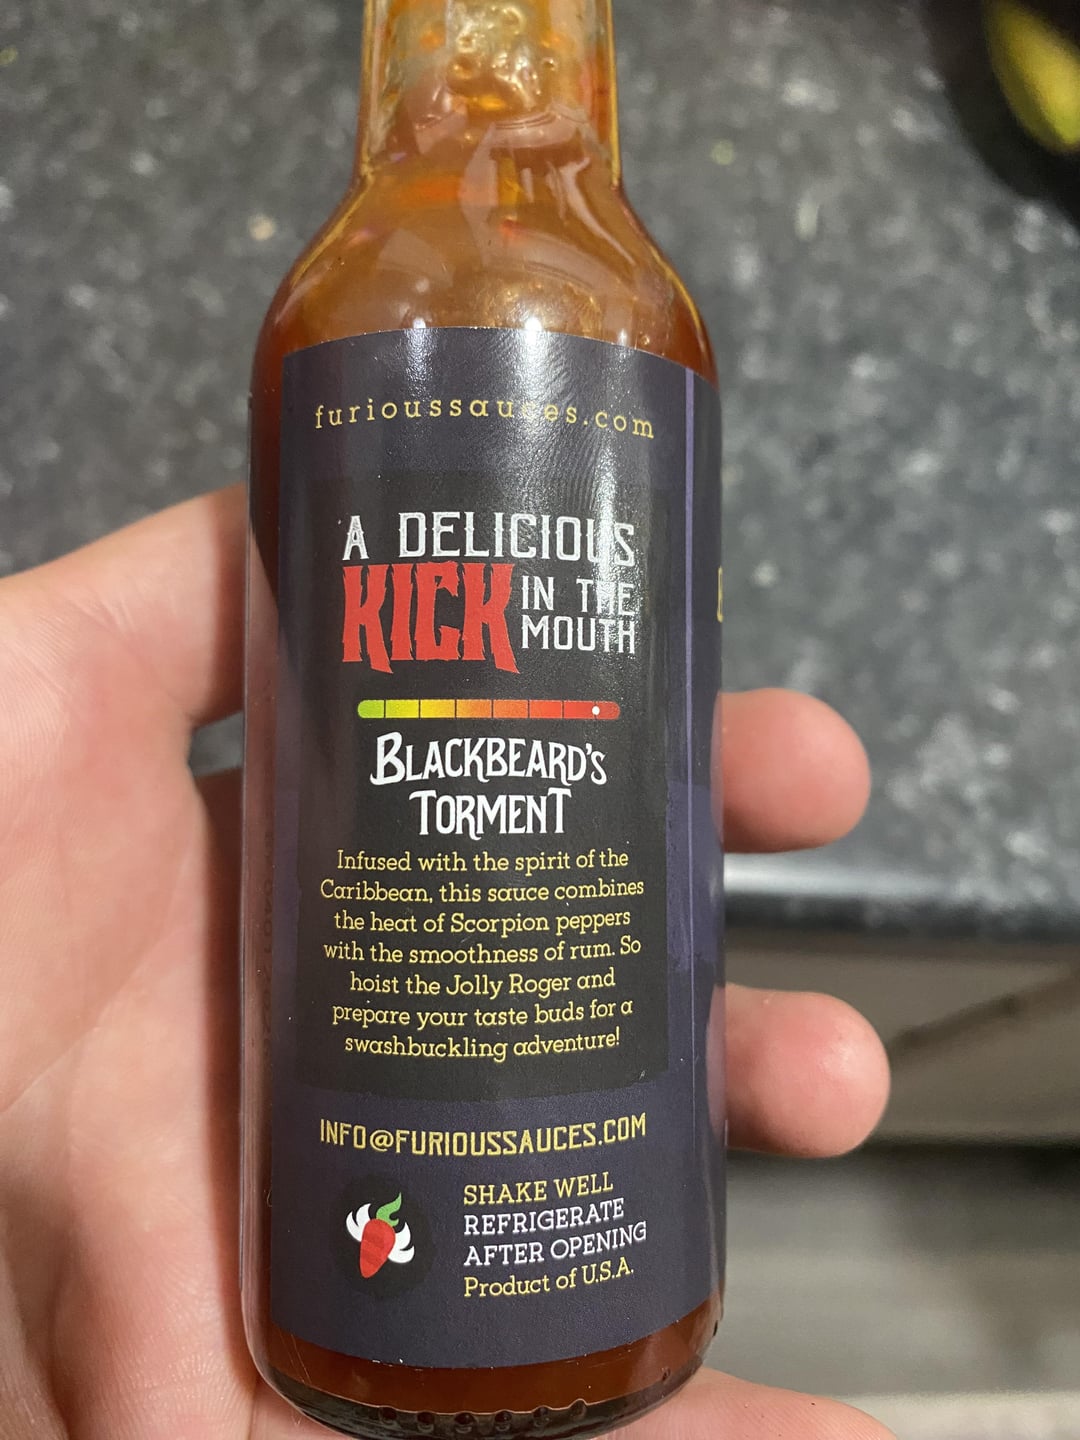 furioussauces.com
A DELICIOUS
KICK IN THE
MOUTH
BLACKBEARD'S
TORMENT
Infused with the spirit of the
Caribbean, this sauce combines
the heat of Scorpion peppers
with the smoothness of rum. So
hoist the Jolly Roger and
prepare your taste buds for a
swashbuckling adventure!
INFO@FURIOUSSAUCES.COM
SHAKE WELL
REFRIGERATE
AFTER OPENING
Product of U.S.A.